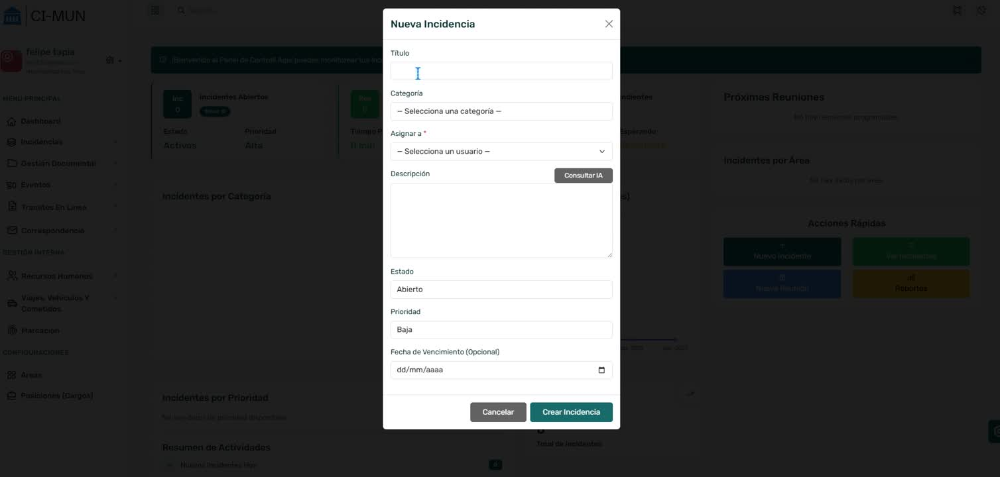 CI-MUN
Search...
felipe tapia
MENU PRINCIPAL
Dashboard
Incidencias
Gestión Documental
Eventos
Tramites En Linea
Correspondencia
GESTIÓN INTERNA
Recursos Humanos
Viajes, Vehículos Y
Cometidos.
Marcación
CONFIGURACIONES
Areas
Posiciones (Cargos)
¡Bienvenido al Panel de Control! Aquí puedes monitorear tus inc
Inc
0
Incidentes Abiertos
Total: 0
Estado
Prioridad
Activos
Alta
Res
0
Tiempo P
0 min
Incidentes por Categoría
Incidentes por Prioridad
No hay datos de prioridad disponibles
Resumen de Actividades
Nuevos Incidentes Hoy
0
Nueva Incidencia
Título
Categoría
— Selecciona una categoría —
Asignar a *
— Selecciona un usuario —
Descripción
Consultar IA
Estado
Abierto
Prioridad
Baja
Fecha de Vencimiento (Opcional)
dd/mm/aaaa
Cancelar
Crear Incidencia
ndientes
Esperando
s)
Total de Incidentes
Próximas Reuniones
No hay reuniones programadas.
Incidentes por Área
No hay datos por área.
Acciones Rápidas
Nuevo Incidente
Ver Incidentes
Nueva Reunión
Reportes